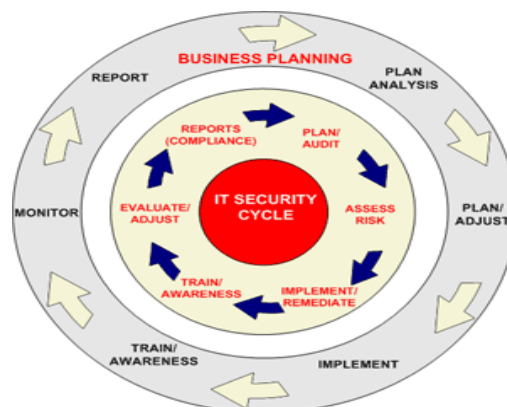 BUSINESS PLANNING
REPORT
PLAN
ANALYSIS
PLAN/
ADJUST
IMPLEMENT
TRAIN/
AWARENESS
MONITOR
REPORTS
(COMPLIANCE)
PLAN/
AUDIT
ASSESS
RISK
IMPLEMENT/
REMEDIATE
TRAIN/
AWARENESS
EVALUATE/
ADJUST
IT SECURITY
CYCLE